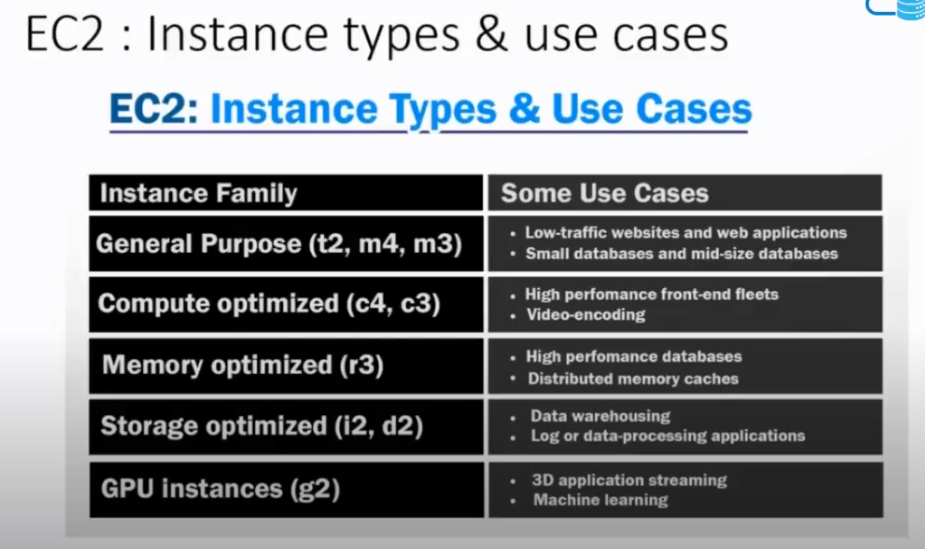 EC2 : Instance types & use cases
EC2: Instance Types & Use Cases
Instance Family
Some Use Cases
General Purpose (t2, m4, m3)
• Low-traffic websites and web applications
• Small databases and mid-size databases
Compute optimized (c4, c3)
• High perfomance front-end fleets
• Video-encoding
Memory optimized (r3)
• High perfomance databases
• Distributed memory caches
Storage optimized (i2, d2)
• Data warehousing
• Log or data-processing applications
GPU instances (g2)
• 3D application streaming
• Machine learning